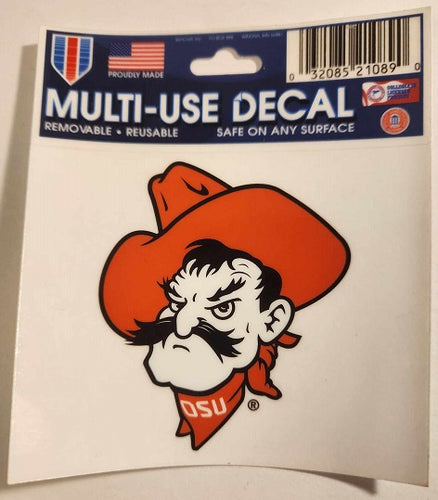 PROUDLY MADE
0 32085 21089 0
MULTI-USE DECAL
REMOVABLE • REUSABLE SAFE ON ANY SURFACE
OSU ®